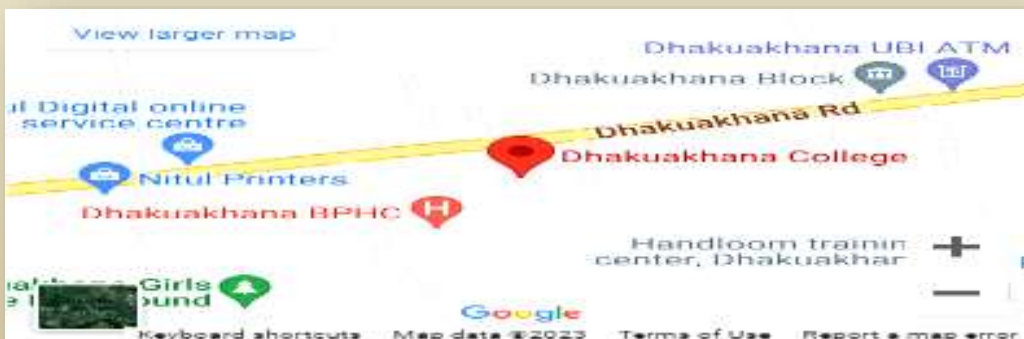 View larger map
Dhakuakhana UBI ATM
Dhakuakhana Block
ul Digital online
service centre
Dhakuakhana Rd
Dhakuakhana College
Nitul Printers
Dhakuakhana BPHC
H
Handloom trainin
center, Dhakuakhar
Girls
Google
Keyboard shortcuts Map data ©2023 Terms of Use Report a map error